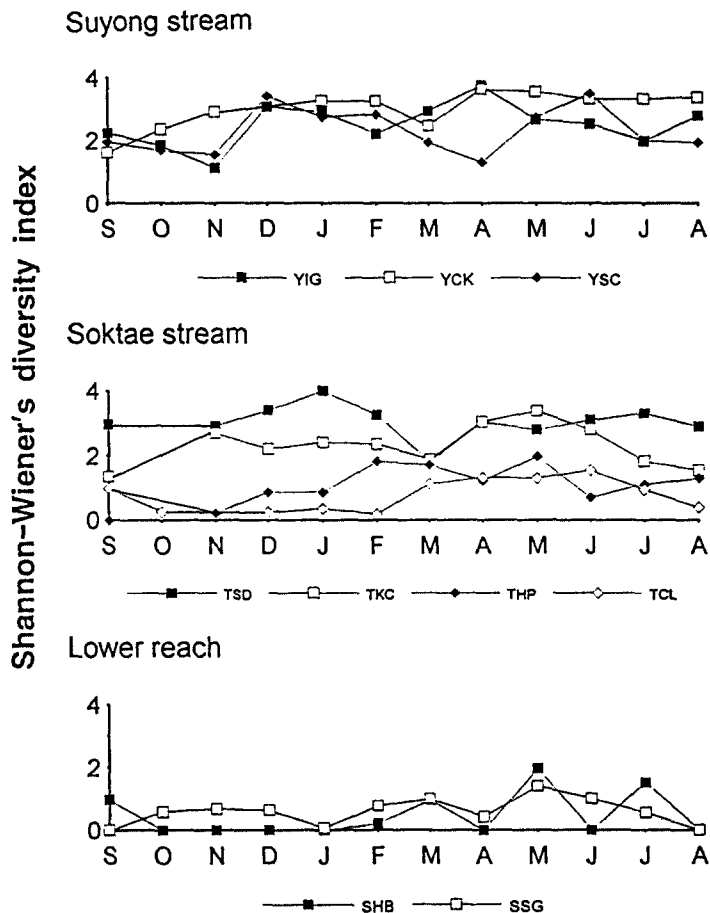 Suyong stream
Shannon-Wiener's diversity index
4
2
0
S O N D J F M A M J J A
YIG YCK YSC
Soktae stream
4
2
0
S O N D J F M A M J J A
TSD TKC THP TCL
Lower reach
4
2
0
S O N D J F M A M J J A
SHB SSG